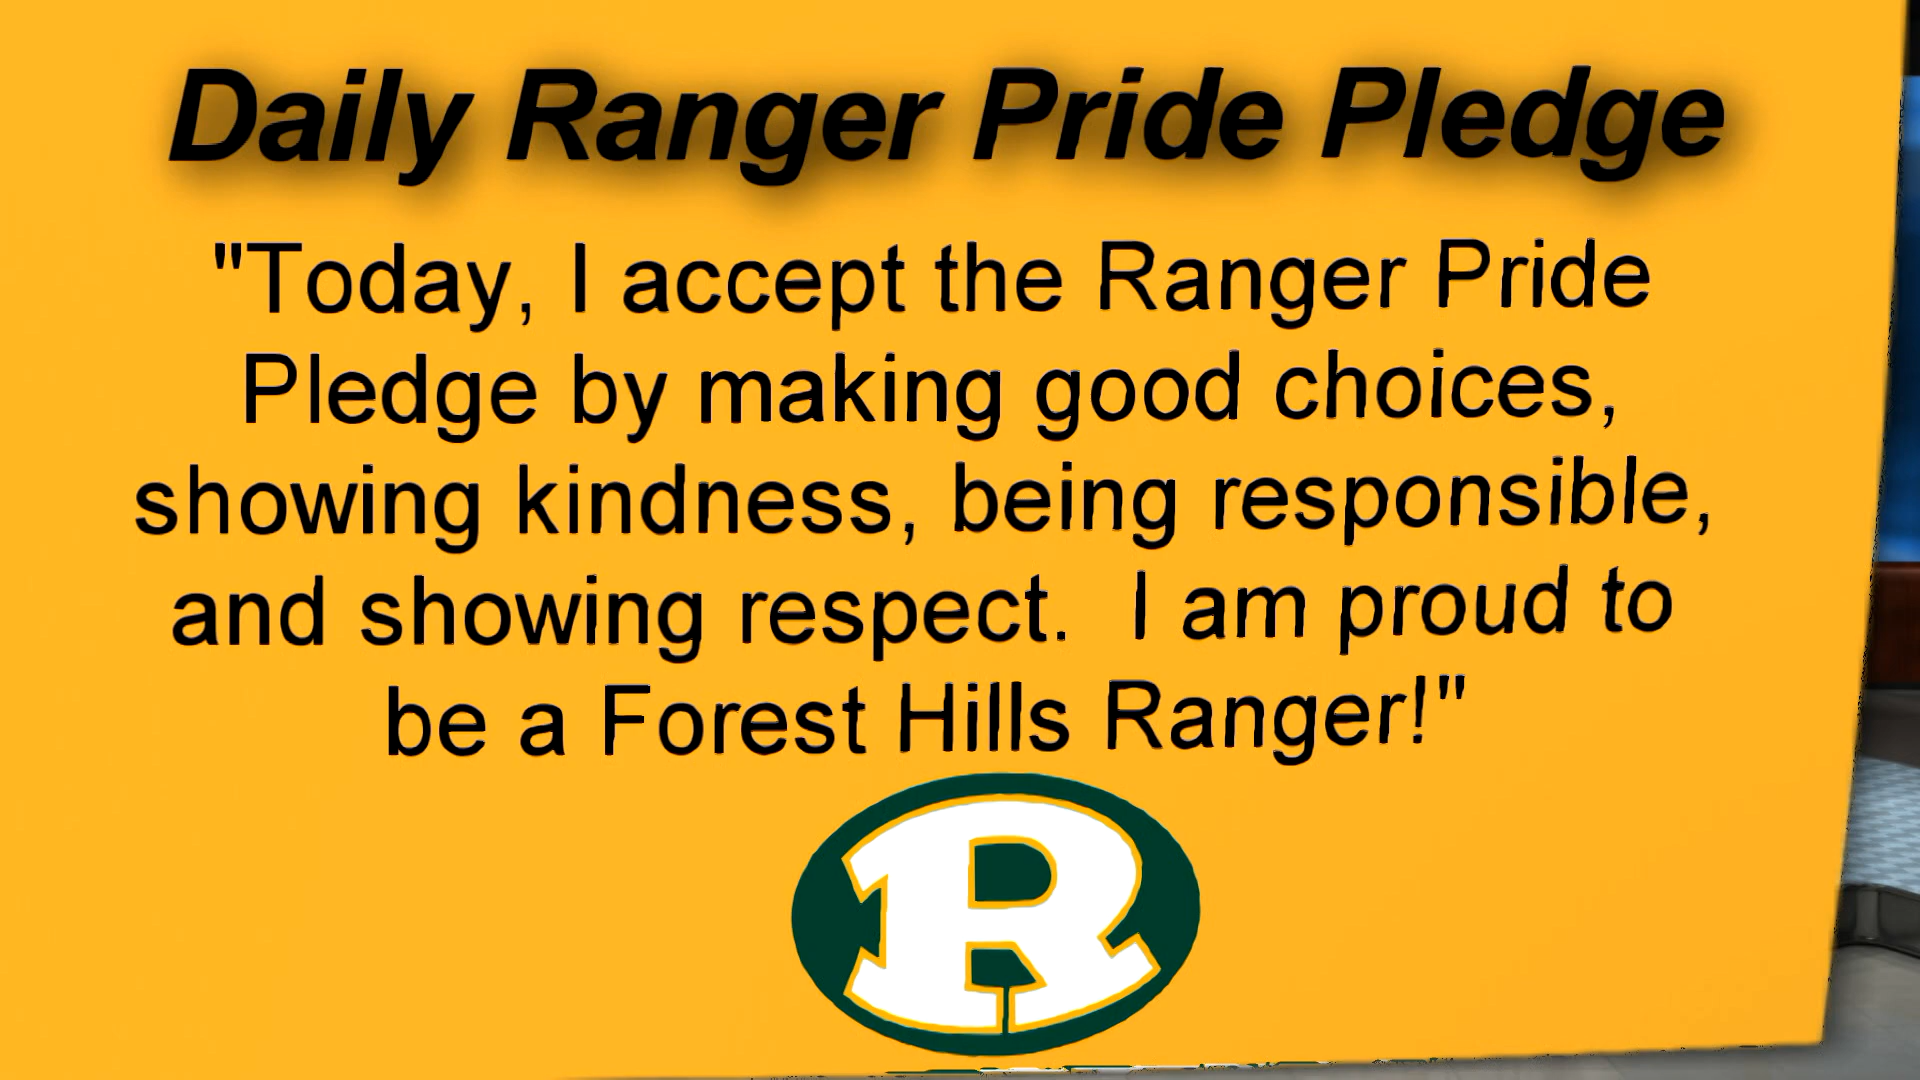 Daily Ranger Pride Pledge
"Today, I accept the Ranger Pride
Pledge by making good choices,
showing kindness, being responsible,
and showing respect.  I am proud to
be a Forest Hills Ranger!"
R